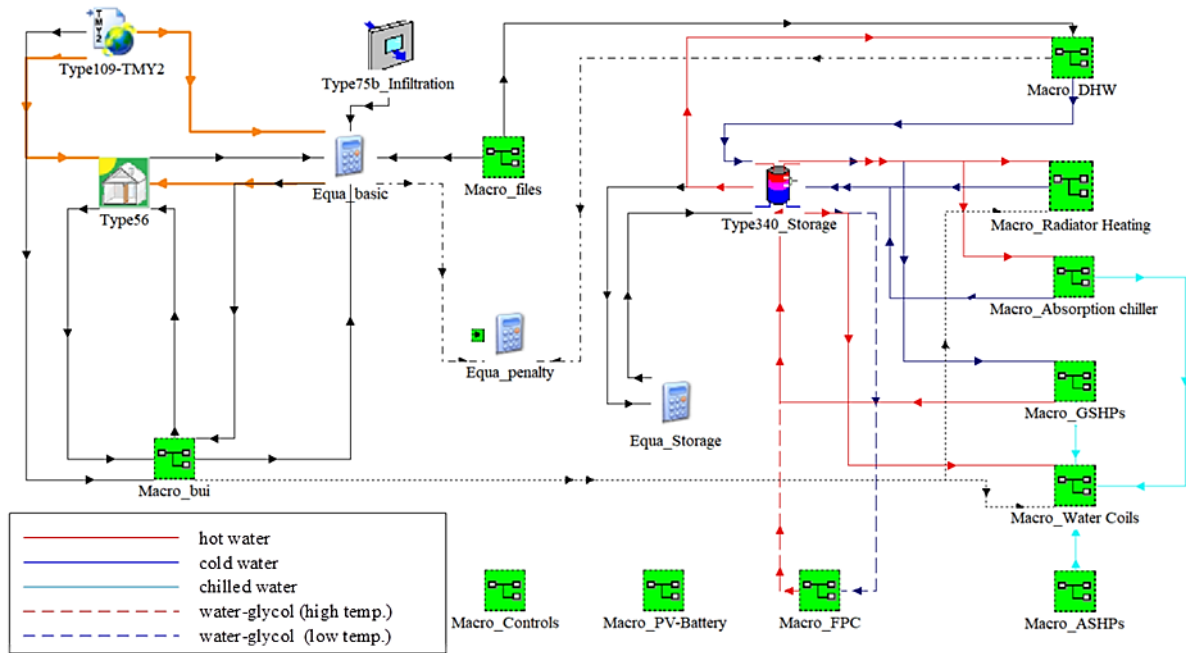 TMY2
Type109-TMY2
Type75b_Infiltration
Macro_DHW
Equa_basic
Macro_files
Type56
Type340_Storage
Macro_Radiator Heating
Macro_Absorption chiller
Equa_penalty
Macro_GSHPs
Equa_Storage
Macro_bui
Macro_Water Coils
hot water
cold water
chilled water
water-glycol (high temp.)
water-glycol (low temp.)
Macro_Controls
Macro_PV-Battery
Macro_FPC
Macro_ASHPs